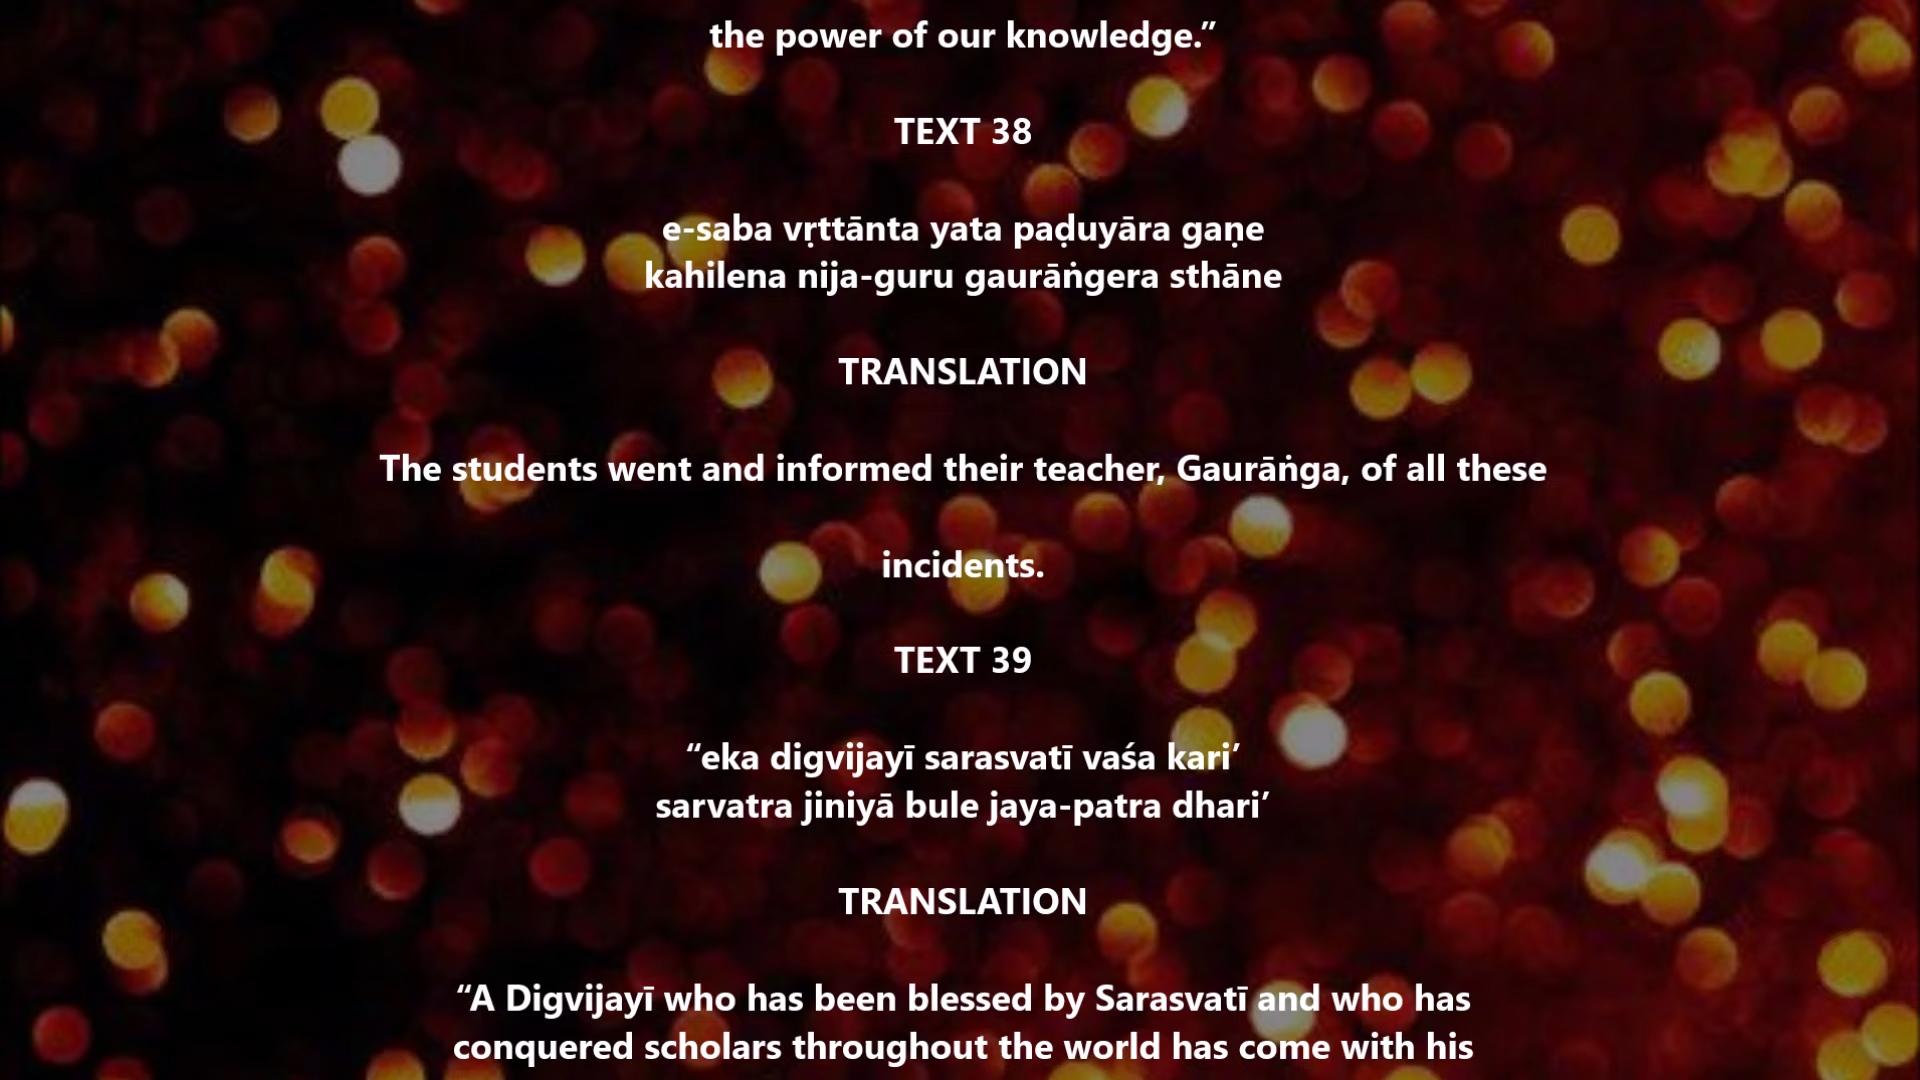 the power of our knowledge.”
TEXT 38
e-saba vṛttānta yata paḍuyāra gaṇe
kahilena nija-guru gaurāṅgera sthāne
TRANSLATION
The students went and informed their teacher, Gaurāṅga, of all these
incidents.
TEXT 39
“eka digvijayī sarasvatī vaśa kari’
sarvatra jiniyā bule jaya-patra dhari’
TRANSLATION
“A Digvijayī who has been blessed by Sarasvatī and who has
conquered scholars throughout the world has come with his